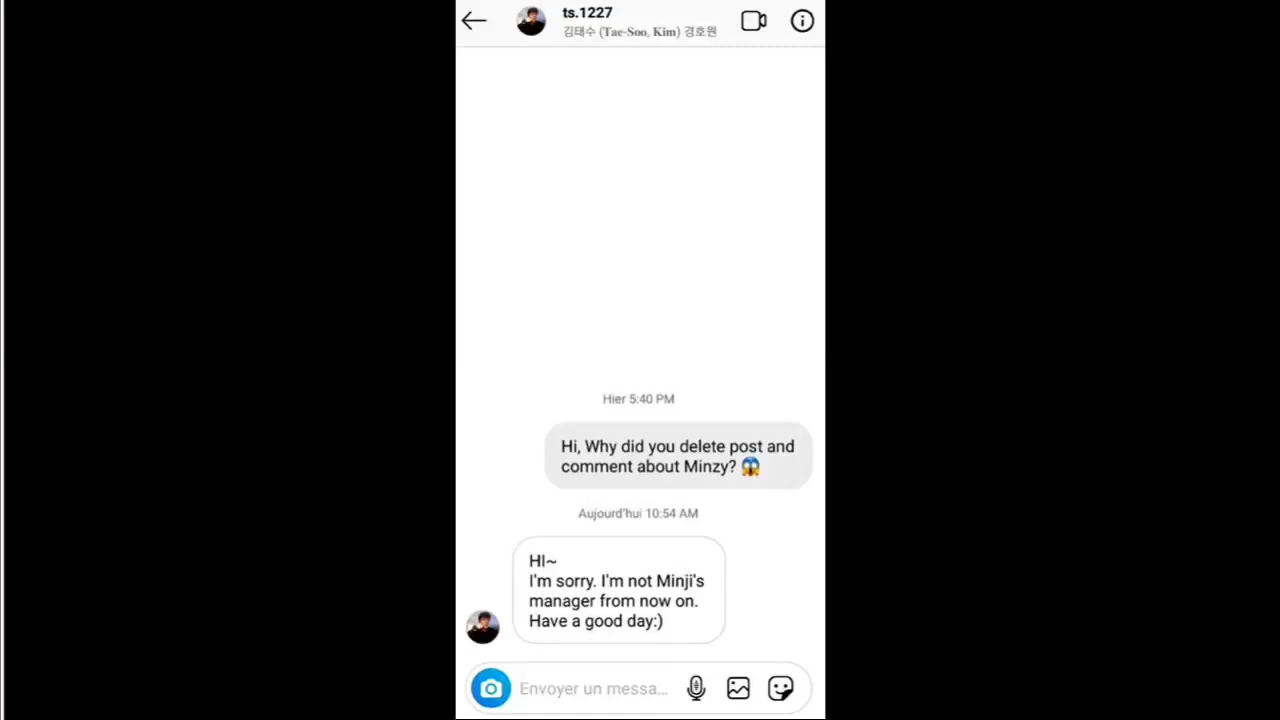 ts.1227
김태수 (Tae-Soo, Kim) 경호원
Hier 5:40 PM
Hi, Why did you delete post and
comment about Minzy? 😱
Aujourd'hui 10:54 AM
HI~
I'm sorry. I'm not Minji's
manager from now on.
Have a good day:)
Envoyer un messa...